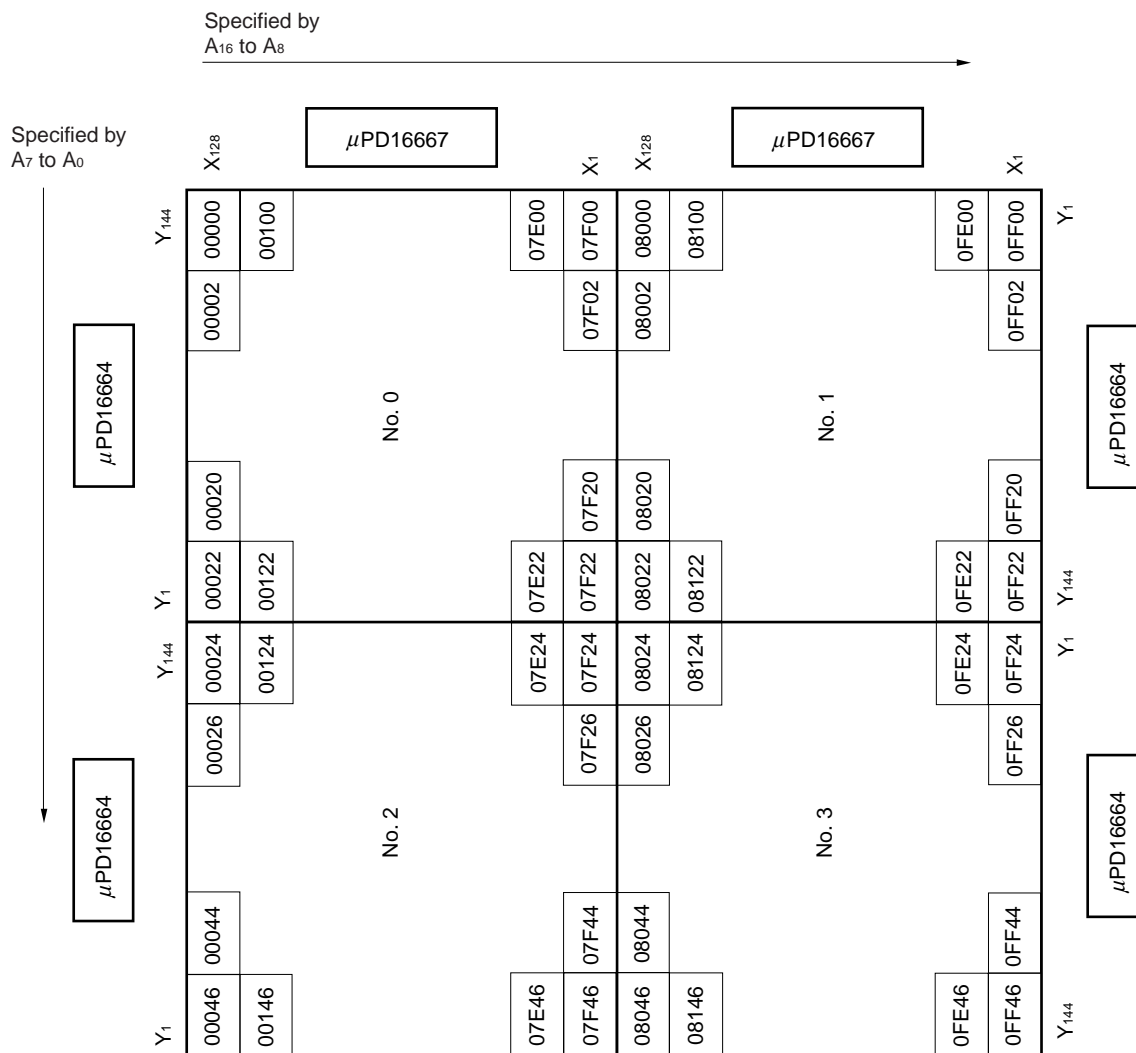 Specified by
A16 to A8
Specified by
A7 to A0
X128
μPD16667
X1
X128
μPD16667
X1
Y144
00000
00100
07E00
07F00
08000
08100
0FE00
0FF00
Y1
00002
07F02
08002
0FF02
μPD16664
No. 0
No. 1
μPD16664
00020
07F20
08020
0FF20
Y1
00022
00122
07E22
07F22
08022
08122
0FE22
0FF22
Y144
Y144
00024
00124
07E24
07F24
08024
08124
0FE24
0FF24
Y1
00026
07F26
08026
0FF26
μPD16664
No. 2
No. 3
μPD16664
00044
07F44
08044
0FF44
Y1
00046
00146
07E46
07F46
08046
08146
0FE46
0FF46
Y144